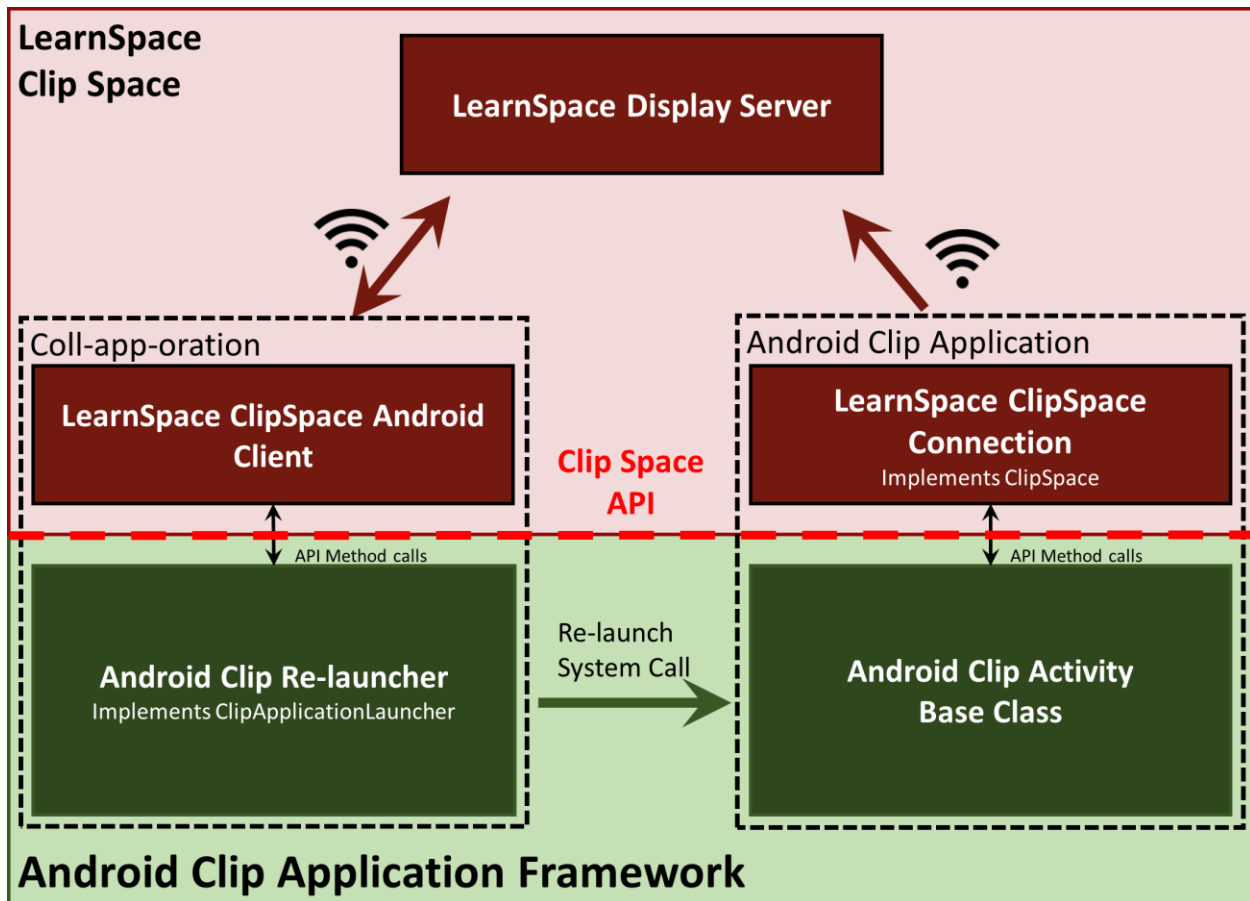 LearnSpace
Clip Space
LearnSpace Display Server
Coll-app-oration
LearnSpace ClipSpace Android
Client
Android Clip Application
LearnSpace ClipSpace
Connection
Implements ClipSpace
Clip Space
API
API Method calls
API Method calls
Android Clip Re-launcher
Implements ClipApplicationLauncher
Re-launch
System Call
Android Clip Activity
Base Class
Android Clip Application Framework